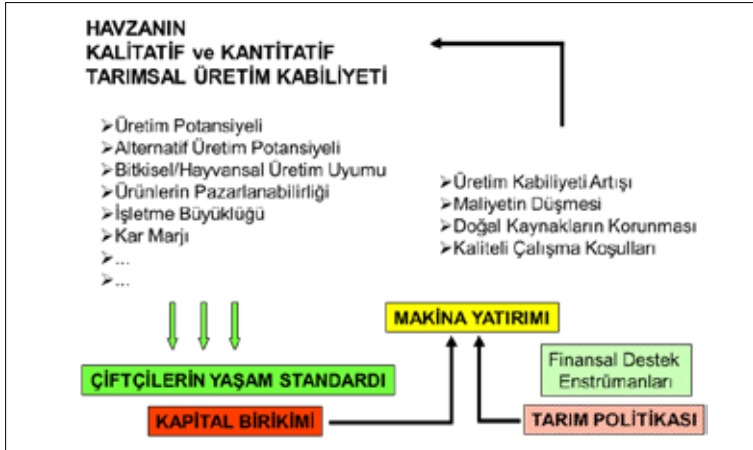 HAVZANIN
KALİTATİF ve KANTİTATİF
TARIMSAL ÜRETİM KABİLİYETİ
➢Üretim Potansiyeli
➢Alternatif Üretim Potansiyeli
➢Bitkisel/Hayvansal Üretim Uyumu
➢Ürünlerin Pazarlanabilirliği
➢İşletme Büyüklüğü
➢Kar Marjı
➢...
➢...
➢Üretim Kabiliyeti Artışı
➢Maliyetin Düşmesi
➢Doğal Kaynakların Korunması
➢Kaliteli Çalışma Koşulları
MAKİNA YATIRIMI
ÇİFTÇİLERİN YAŞAM STANDARDI
Finansal Destek
Enstrümanları
KAPİTAL BİRİKİMİ
TARIM POLİTİKASI